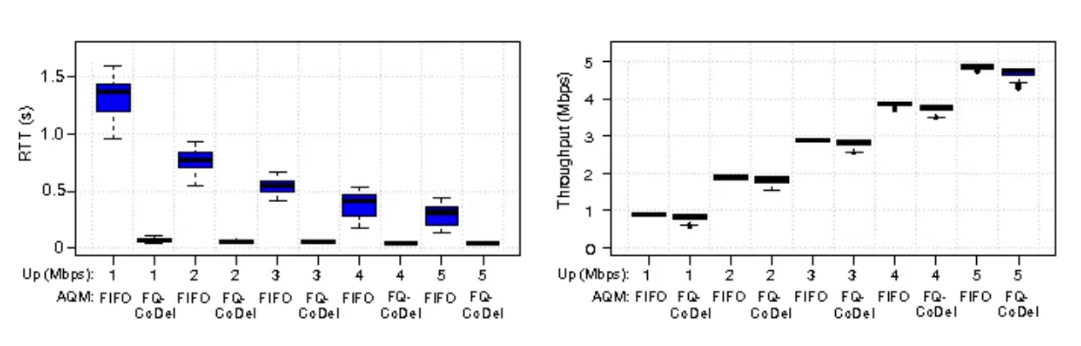 RTT (s)
1.5
1.0
0.5
0
Up (Mbps): 1 1 2 2 3 3 4 4 5 5
AQM: FIFO FQ- FIFO FQ- FIFO FQ- FIFO FQ- FIFO FQ-
CoDel CoDel CoDel CoDel CoDel
Throughput (Mbps)
5
4
3
2
1
0
Up (Mbps): 1 1 2 2 3 3 4 4 5 5
AQM: FIFO FQ- FIFO FQ- FIFO FQ- FIFO FQ- FIFO FQ-
CoDel CoDel CoDel CoDel CoDel